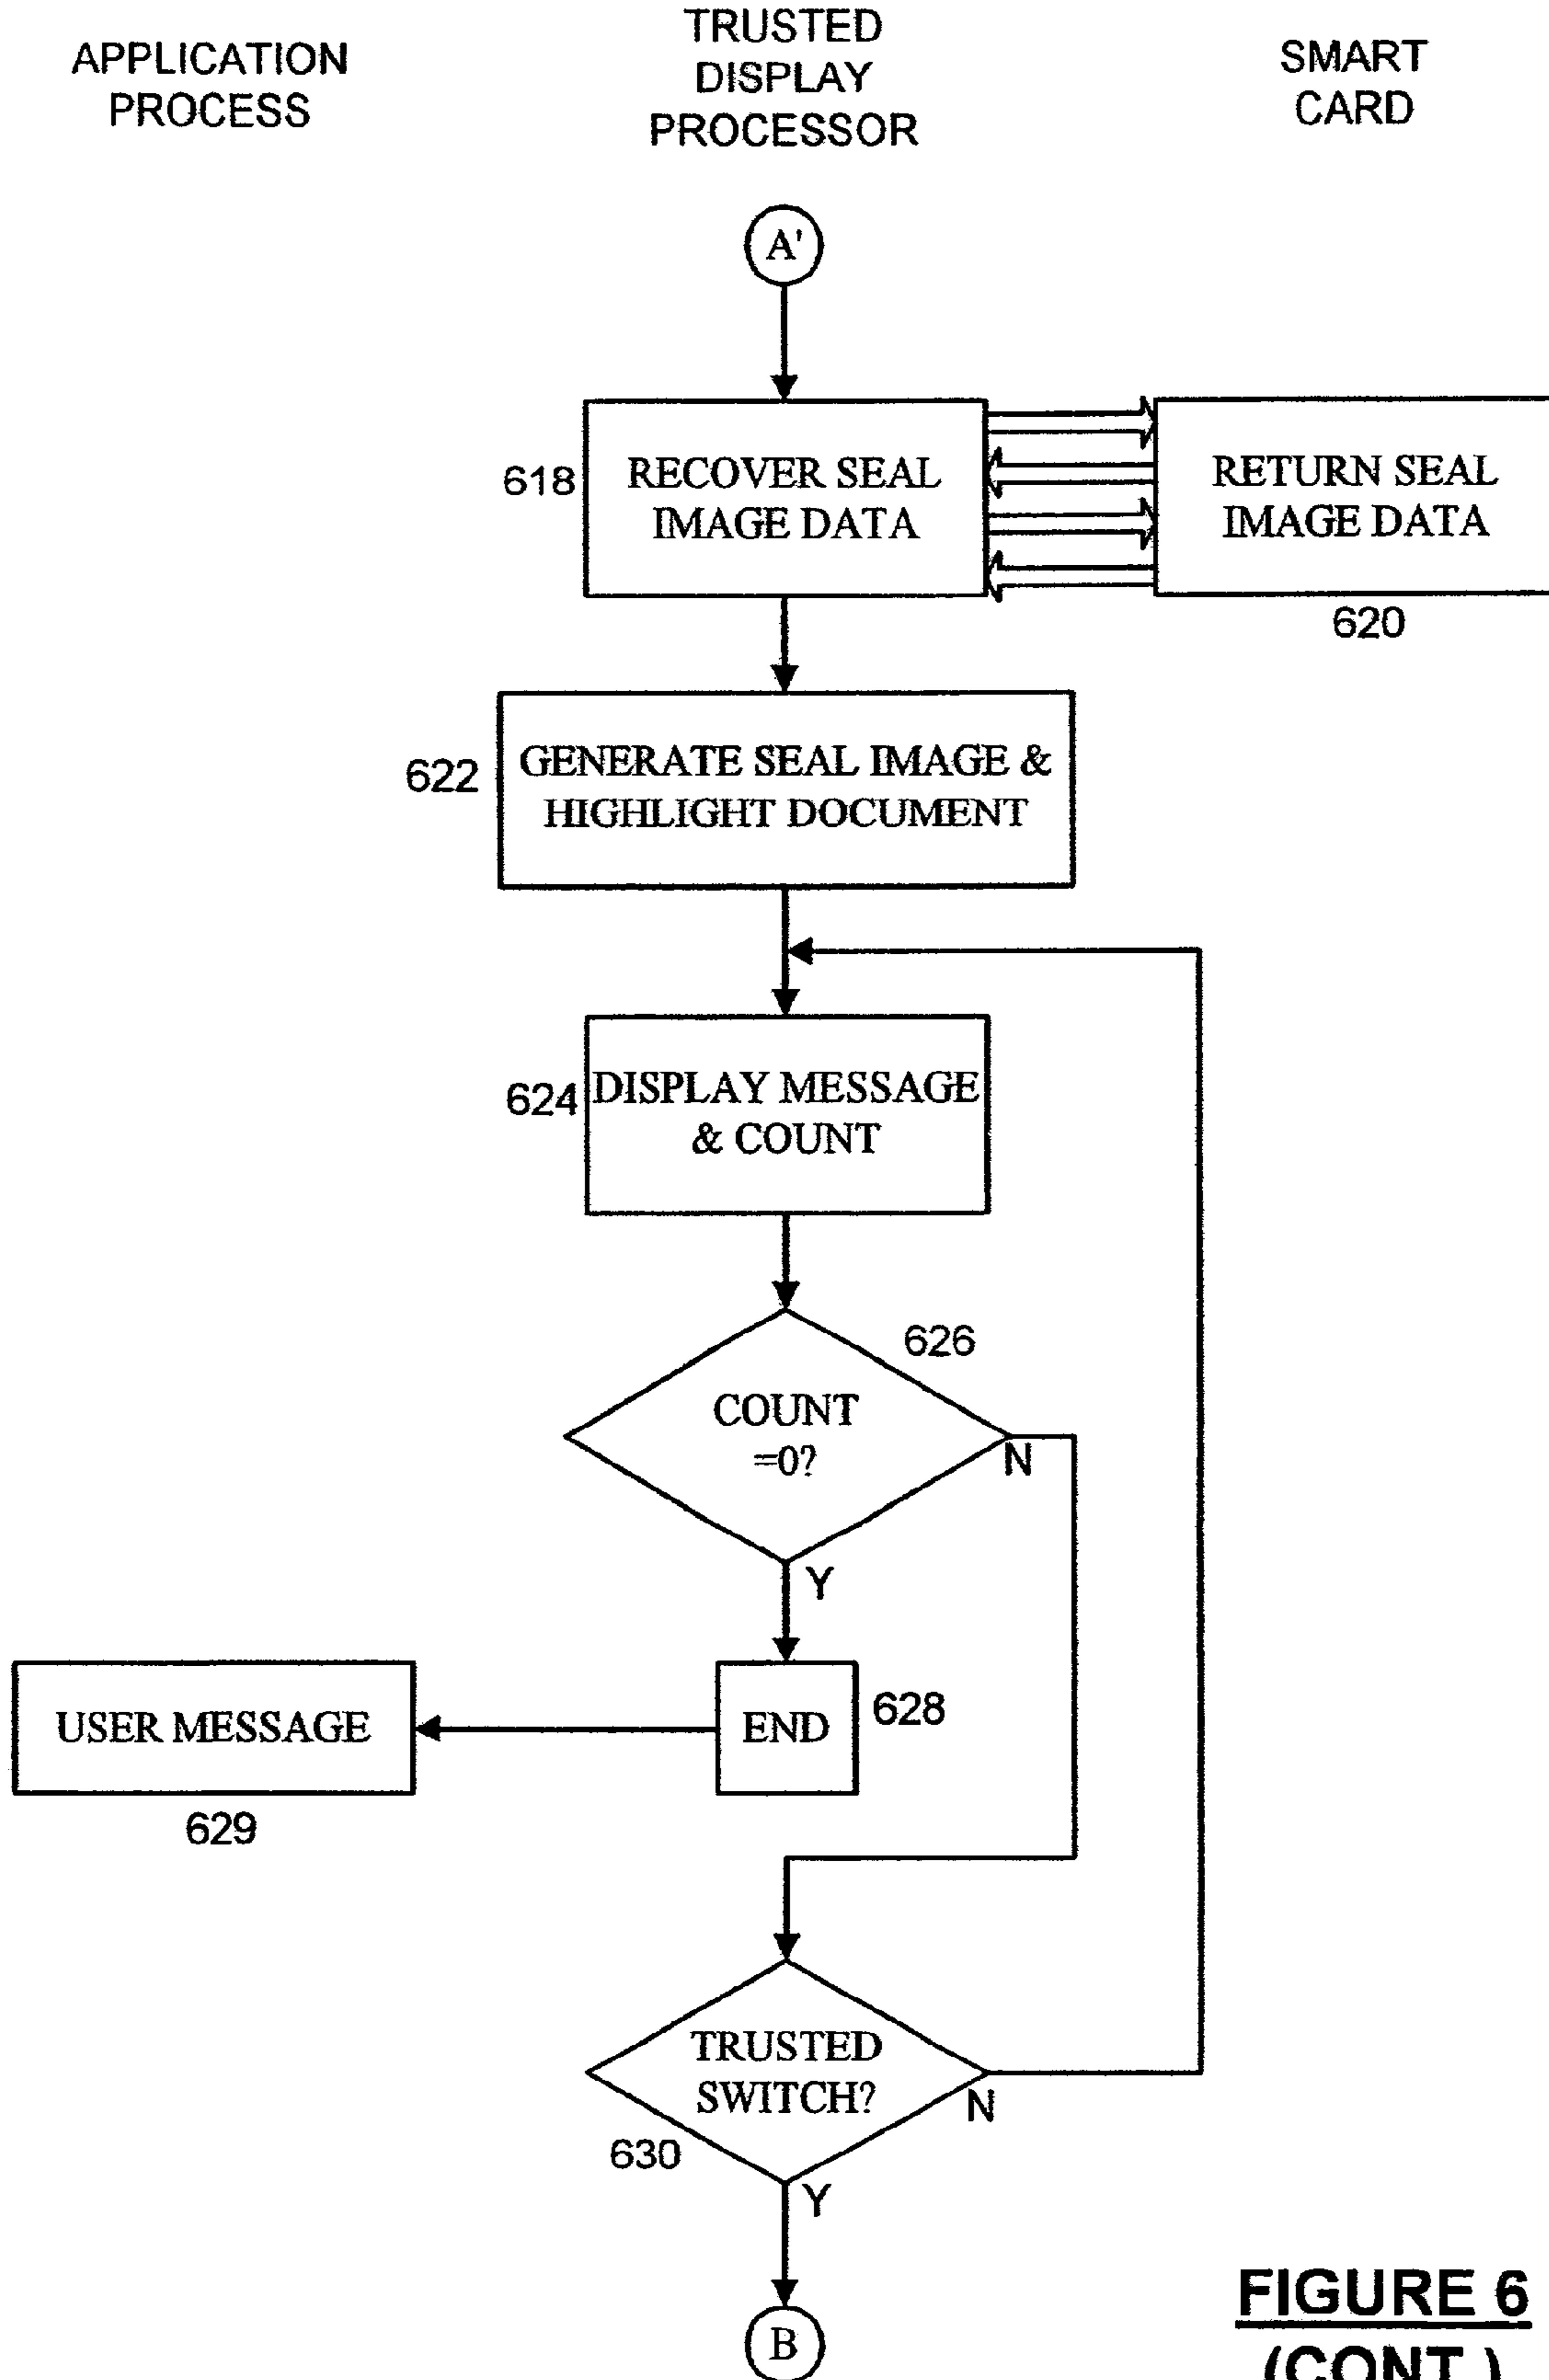 APPLICATION
PROCESS
TRUSTED
DISPLAY
PROCESSOR
SMART
CARD
A'
618
RECOVER SEAL
IMAGE DATA
RETURN SEAL
IMAGE DATA
620
622
GENERATE SEAL IMAGE &
HIGHLIGHT DOCUMENT
624
DISPLAY MESSAGE
& COUNT
626
COUNT
=0?
N
Y
USER MESSAGE
629
END
628
TRUSTED
SWITCH?
N
630
Y
B
FIGURE 6
(CONT.)